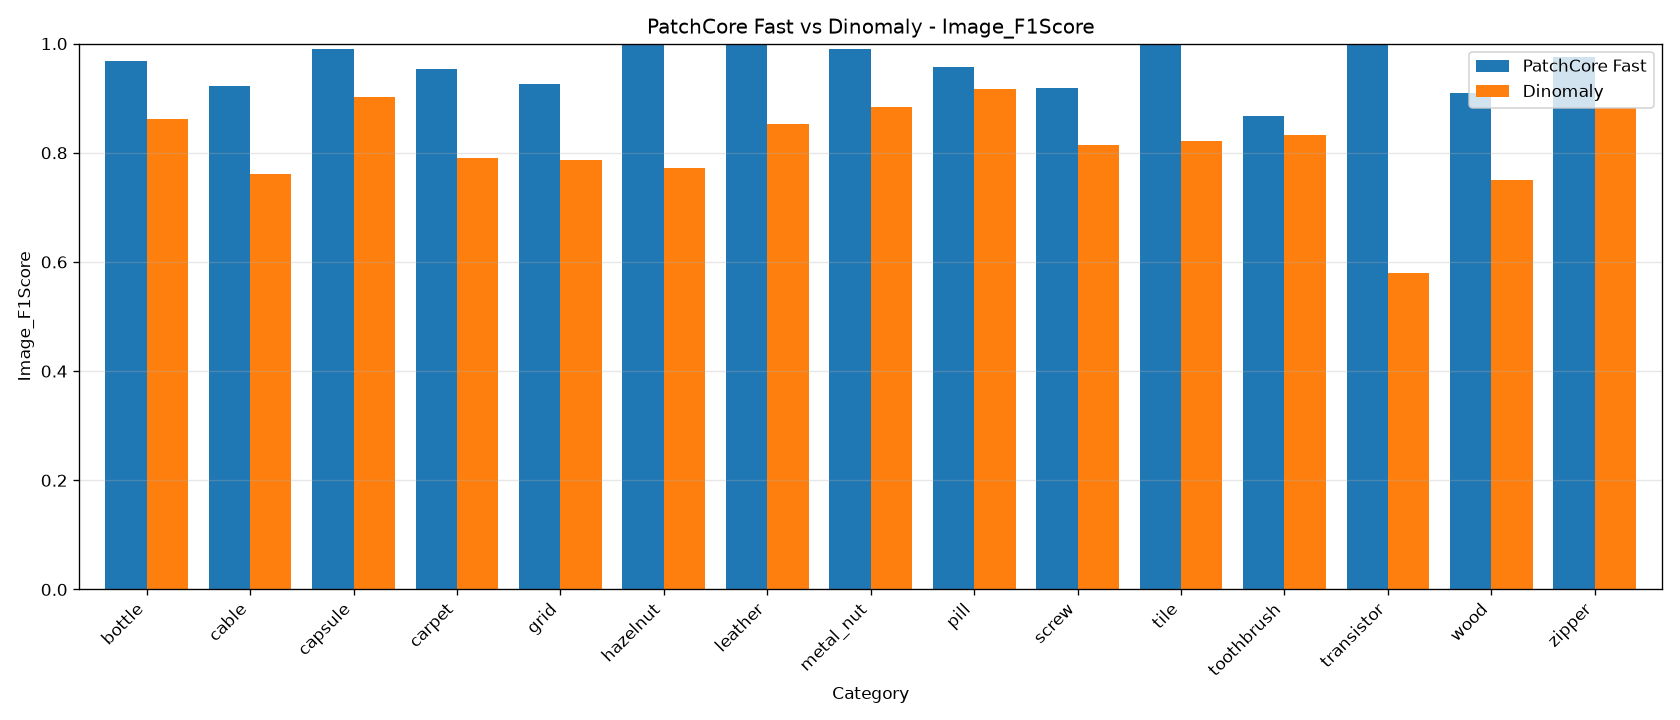 PatchCore Fast vs Dinomaly - Image_F1Score
PatchCore Fast
Dinomaly
Image_F1Score
1.0
0.8
0.6
0.4
0.2
0.0
bottle
cable
capsule
carpet
grid
hazelnut
leather
metal_nut
pill
screw
tile
toothbrush
transistor
wood
zipper
Category